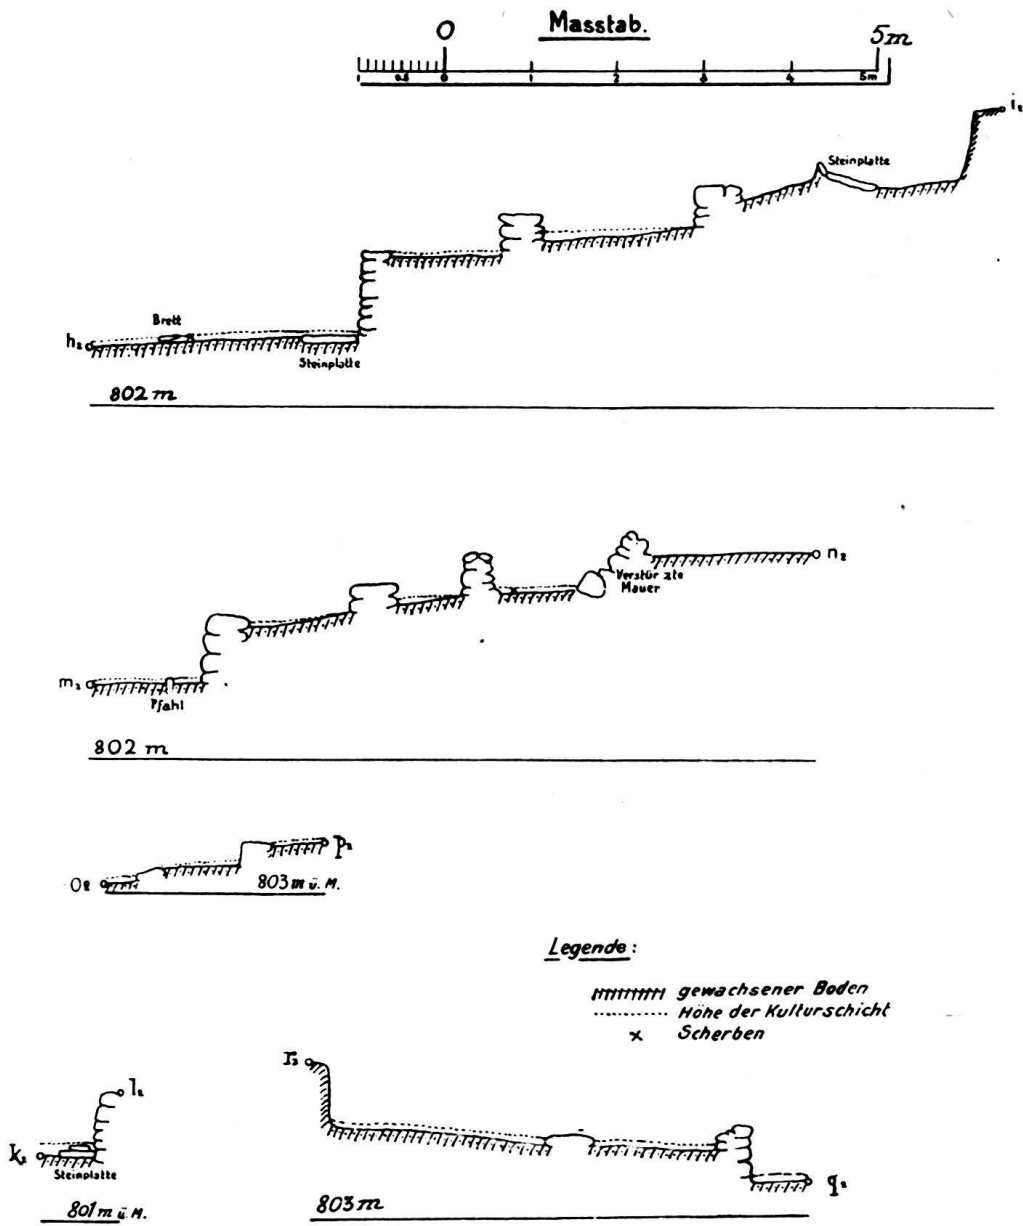 0 Masstab. 5m
1 0.5 0 1 2 3 4 5m
i₂
Steinplatte
Brett
h₂
Steinplatte
802 m
n₂
Verstürzte
Mauer
m₂
Pfahl
802 m
p₂
o₂
803 m ü. M.
Legende:
gewachsener Boden
Höhe der Kulturschicht
x Scherben
r₂
l₂
k₂
Steinplatte
q₂
801 m ü. M.
803 m